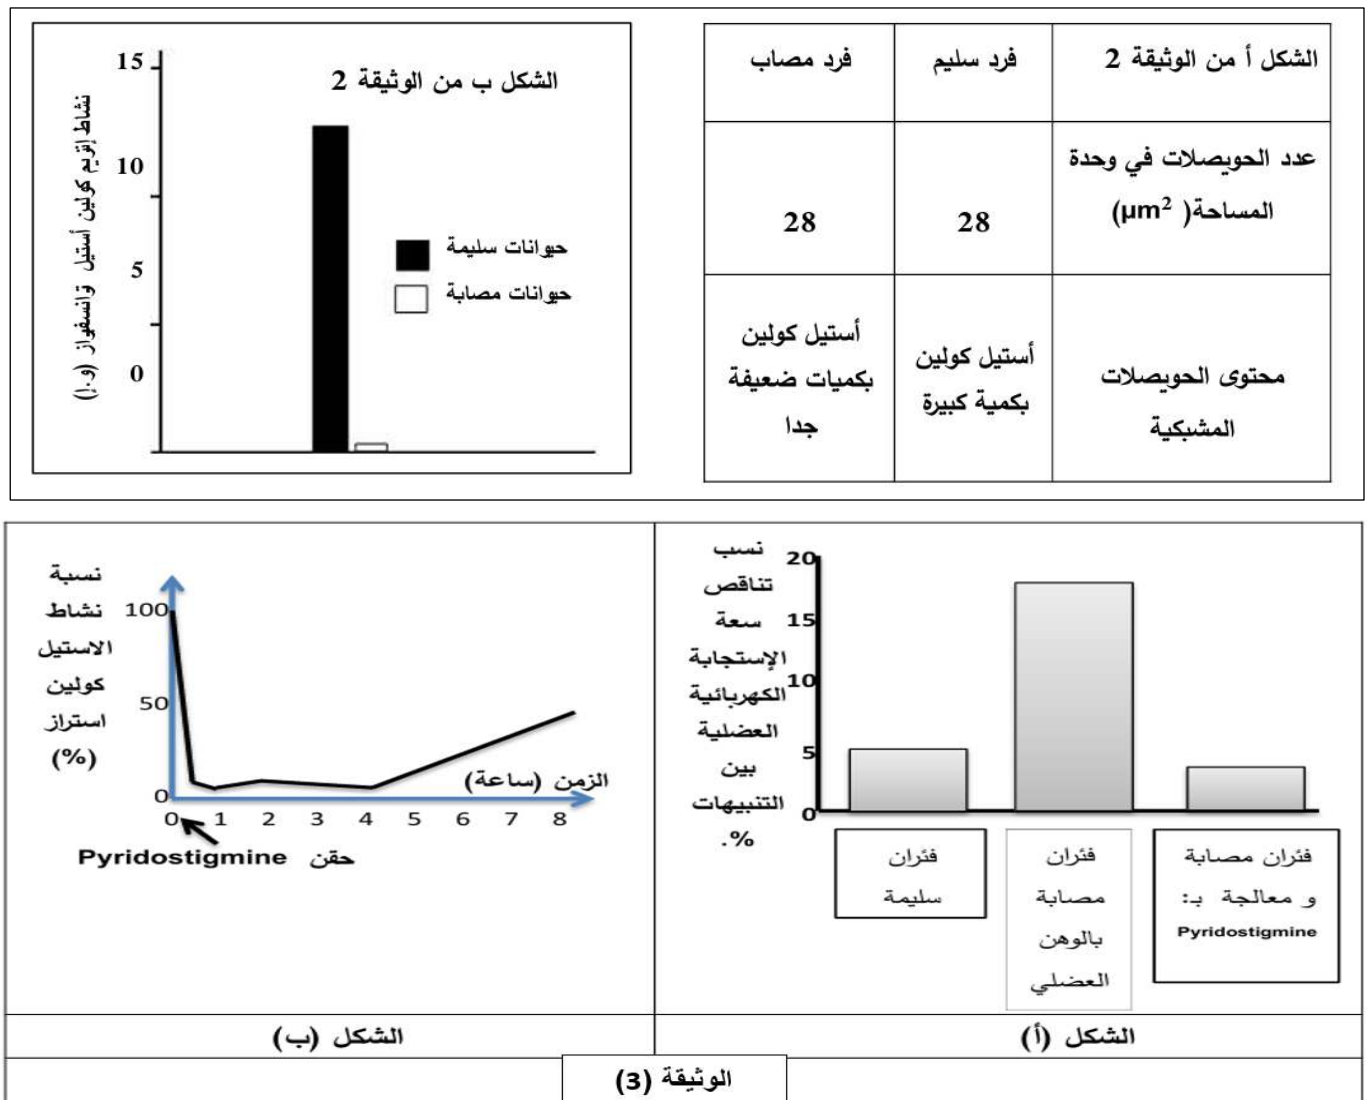 الشكل أ من الوثيقة 2
فرد سليم
فرد مصاب
عدد الحويصلات في وحدة
المساحة( µm²)
28
28
محتوى الحويصلات
المشبكية
أستيل كولين
بكمية كبيرة
أستيل كولين
بكميات ضعيفة
جدا
الشكل ب من الوثيقة 2
نشاط إنزيم كولين أستيل ترانسفيراز (و.إ)
15
10
5
0
حيوانات سليمة
حيوانات مصابة
نسب
تناقص
سعة
الإستجابة
الكهربائية
العضلية
بين
التنبيهات
%.
20
15
10
5
0
فئران
سليمة
فئران
مصابة
بالوهن
العضلي
فئران مصابة
و معالجة بـ:
Pyridostigmine
الشكل (أ)
نسبة
نشاط
الاستيل
كولين
استراز
(%)
100
50
0
الزمن (ساعة)
0 1 2 3 4 5 6 7 8
حقن Pyridostigmine
الشكل (ب)
الوثيقة (3)